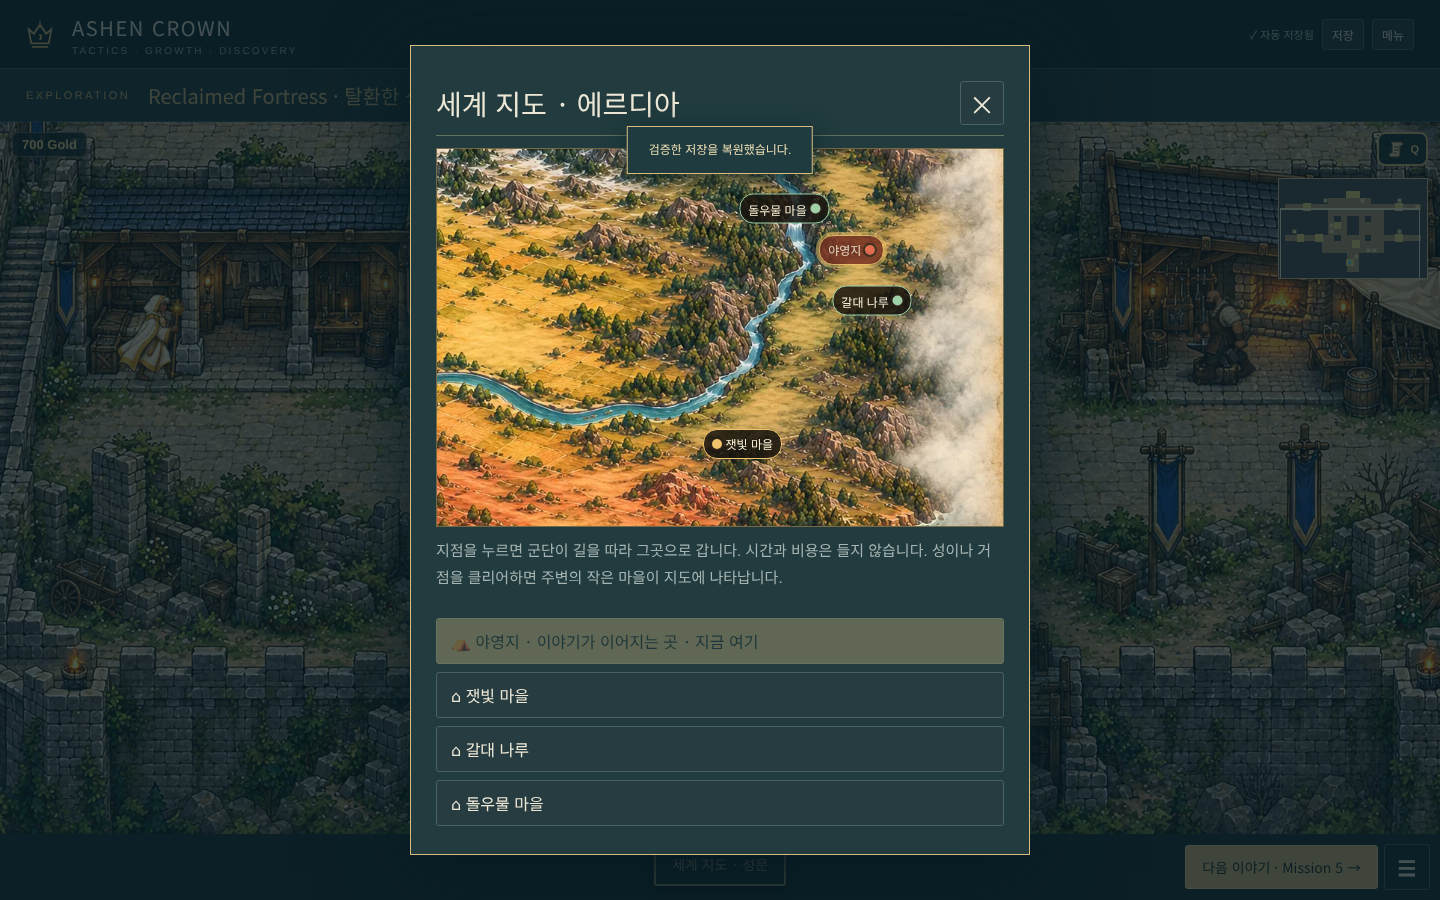 ASHEN CROWN
TACTICS · GROWTH · DISCOVERY
✓ 자동 저장됨
저장
메뉴
EXPLORATION
Reclaimed Fortress · 탈환한
700 Gold
Q
세계 지도 · 에르디아
검증한 저장을 복원했습니다.
돌우물 마을
야영지
갈대 나루
잿빛 마을
지점을 누르면 군단이 길을 따라 그곳으로 갑니다. 시간과 비용은 들지 않습니다. 성이나 거
점을 클리어하면 주변의 작은 마을이 지도에 나타납니다.
야영지 · 이야기가 이어지는 곳 · 지금 여기
⌂ 잿빛 마을
⌂ 갈대 나루
⌂ 돌우물 마을
세계 지도 · 성문
다음 이야기 · Mission 5 →